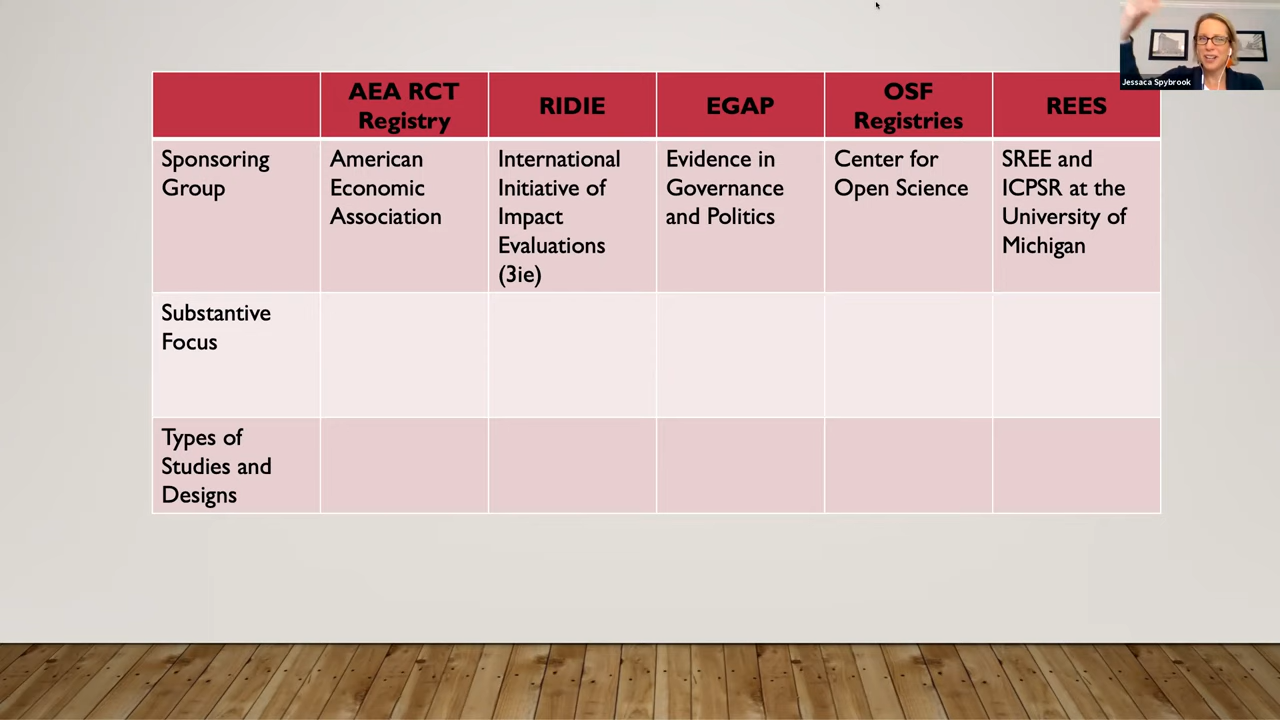 Jessaca Spybrook
AEA RCT
Registry
RIDIE
EGAP
OSF
Registries
REES
Sponsoring
Group
American
Economic
Association
International
Initiative of
Impact
Evaluations
(3ie)
Evidence in
Governance
and Politics
Center for
Open Science
SREE and
ICPSR at the
University of
Michigan
Substantive
Focus
Types of
Studies and
Designs